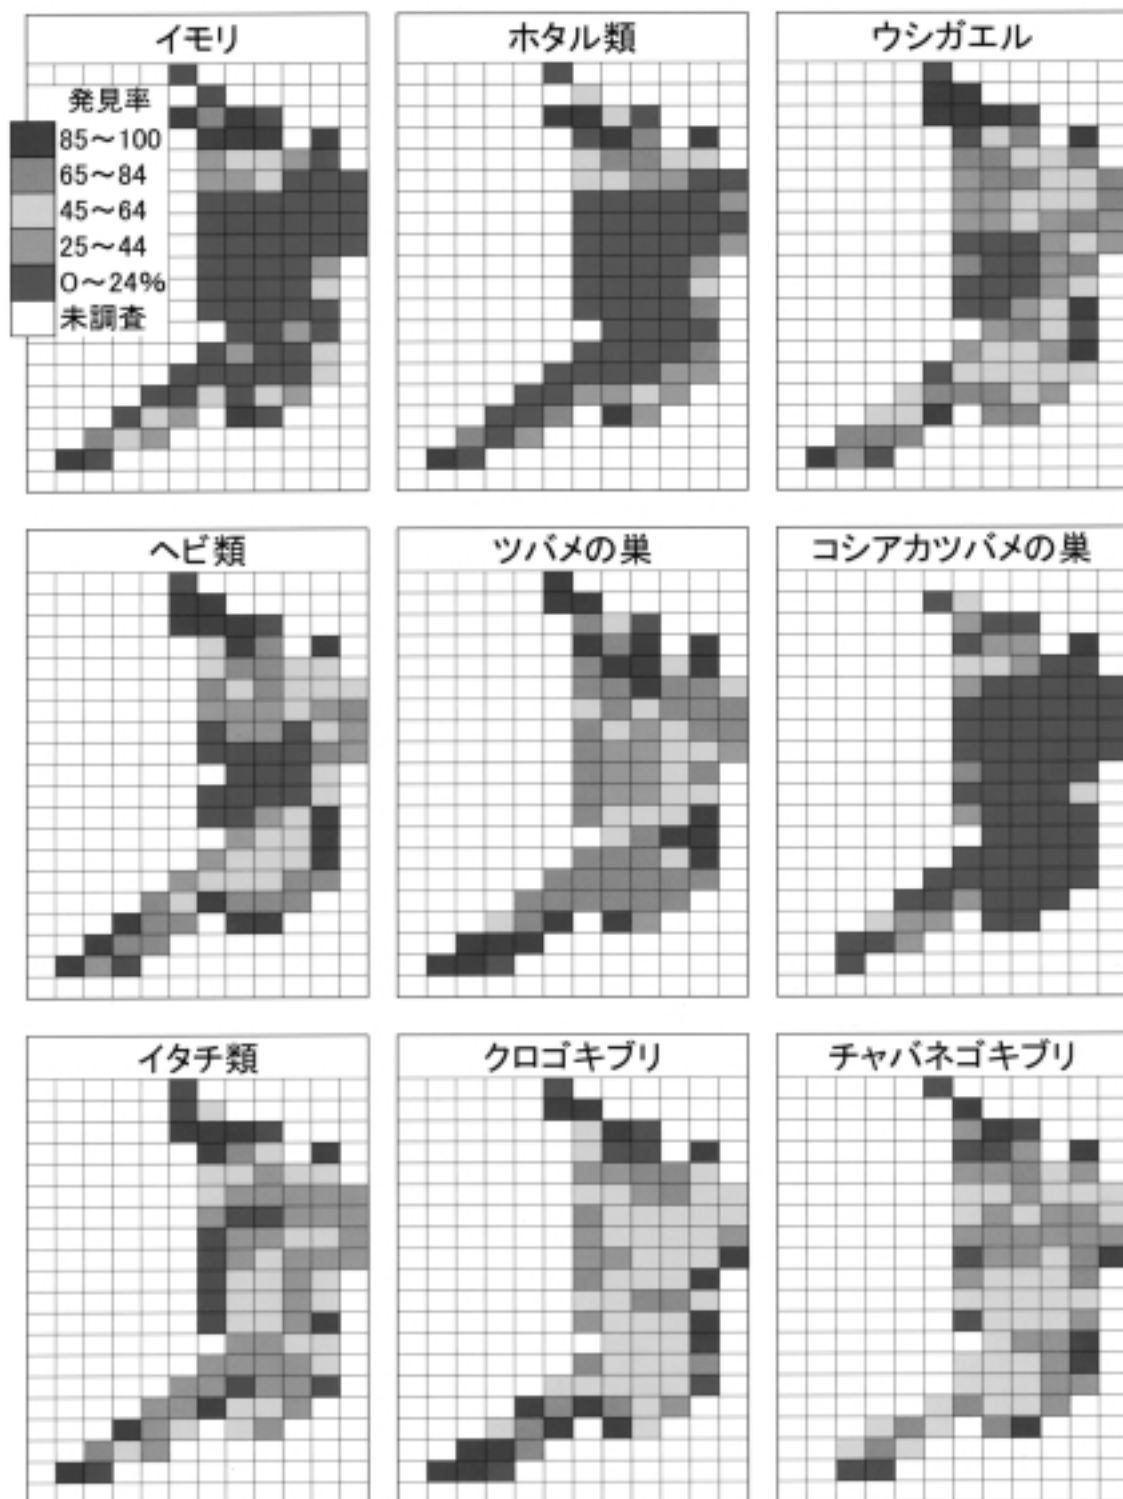 イモリ
ホタル類
ウシガエル
発見率
85～100
65～84
45～64
25～44
0～24%
未調査
ヘビ類
ツバメの巣
コシアカツバメの巣
イタチ類
クロゴキブリ
チャバネゴキブリ